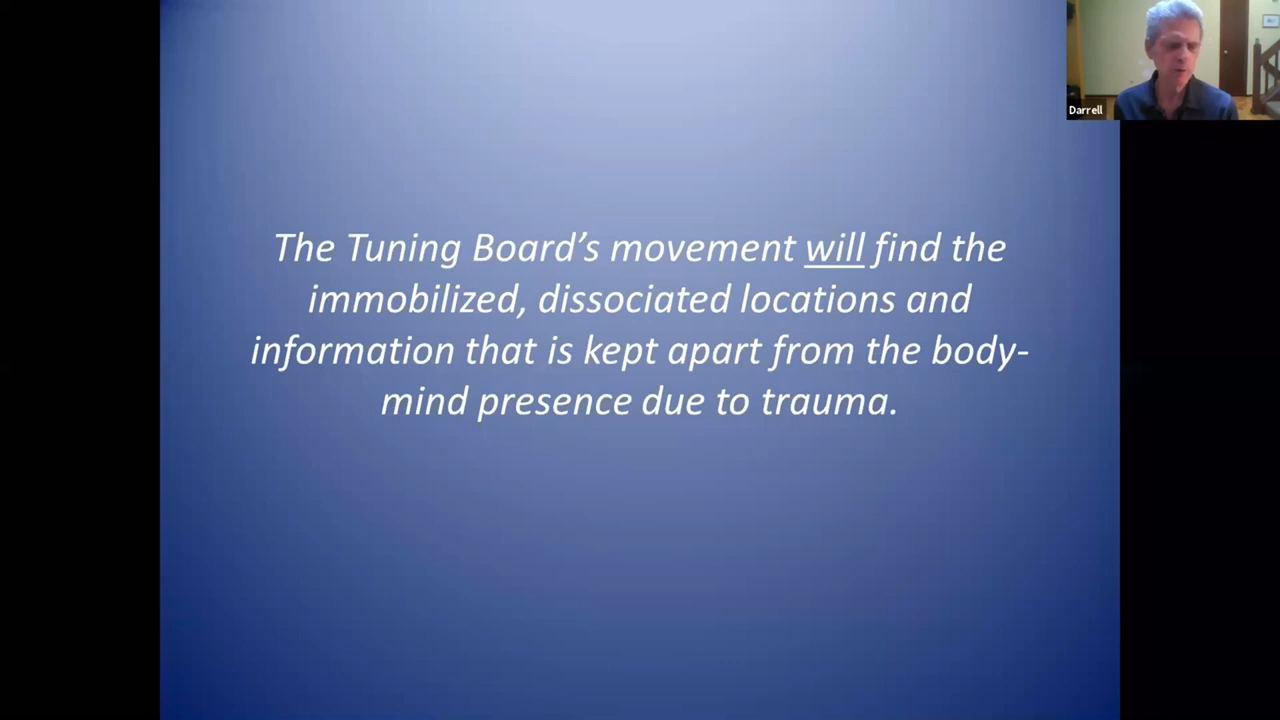 Darrell
The Tuning Board’s movement will find the
immobilized, dissociated locations and
information that is kept apart from the body-
mind presence due to trauma.